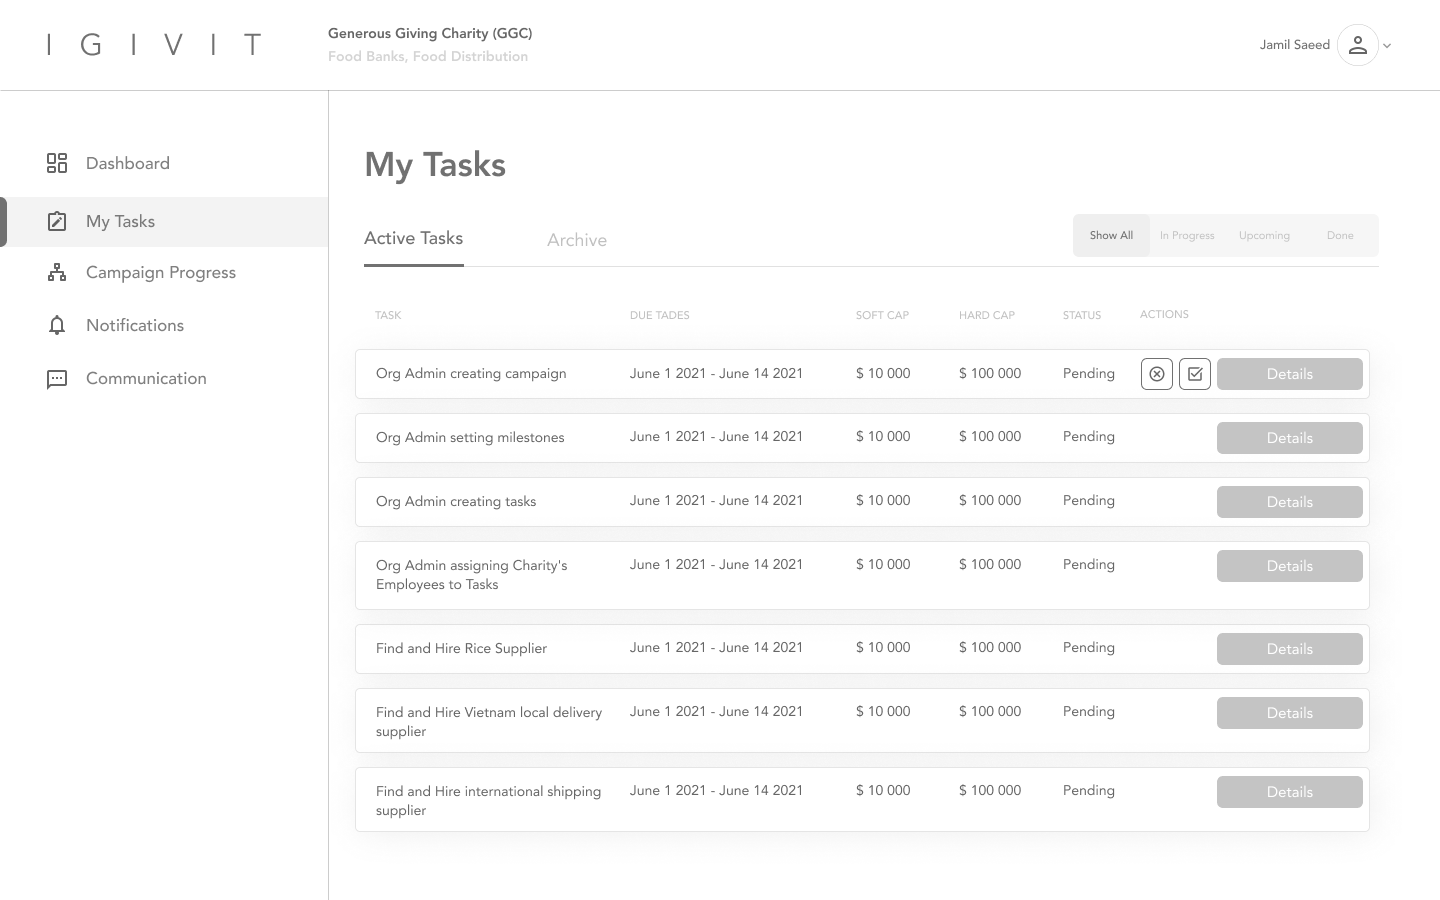 I G I V I T
Generous Giving Charity (GGC)
Food Banks, Food Distribution
Jamil Saeed
Dashboard
My Tasks
Campaign Progress
Notifications
Communication
My Tasks
Active Tasks
Archive
Show All
In Progress
Upcoming
Done
TASK
DUE TADES
SOFT CAP
HARD CAP
STATUS
ACTIONS
Org Admin creating campaign
June 1 2021 - June 14 2021
$ 10 000
$ 100 000
Pending
Details
Org Admin setting milestones
June 1 2021 - June 14 2021
$ 10 000
$ 100 000
Pending
Details
Org Admin creating tasks
June 1 2021 - June 14 2021
$ 10 000
$ 100 000
Pending
Details
Org Admin assigning Charity's
Employees to Tasks
June 1 2021 - June 14 2021
$ 10 000
$ 100 000
Pending
Details
Find and Hire Rice Supplier
June 1 2021 - June 14 2021
$ 10 000
$ 100 000
Pending
Details
Find and Hire Vietnam local delivery
supplier
June 1 2021 - June 14 2021
$ 10 000
$ 100 000
Pending
Details
Find and Hire international shipping
supplier
June 1 2021 - June 14 2021
$ 10 000
$ 100 000
Pending
Details